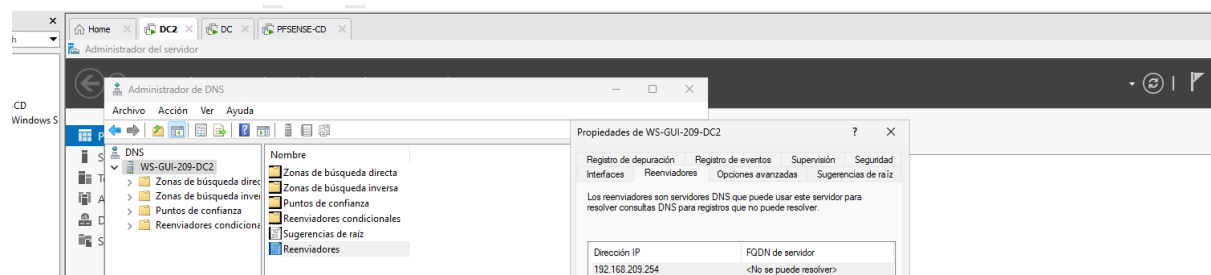 Home
DC2
DC
PFSENSE-CD
h
Administrador del servidor
-CD
Windows S
Administrador de DNS
Archivo Acción Ver Ayuda
DNS
WS-GUI-209-DC2
Zonas de búsqueda direc
Zonas de búsqueda inver
Puntos de confianza
Reenviadores condiciona
Nombre
Zonas de búsqueda directa
Zonas de búsqueda inversa
Puntos de confianza
Reenviadores condicionales
Sugerencias de raíz
Reenviadores
Propiedades de WS-GUI-209-DC2
Registro de depuración Registro de eventos Supervisión Seguridad
Interfaces Reenviadores Opciones avanzadas Sugerencias de raíz
Los reenviadores son servidores DNS que puede usar este servidor para
resolver consultas DNS para registros que no puede resolver.
Dirección IP FQDN de servidor
192.168.209.254 <No se puede resolver>